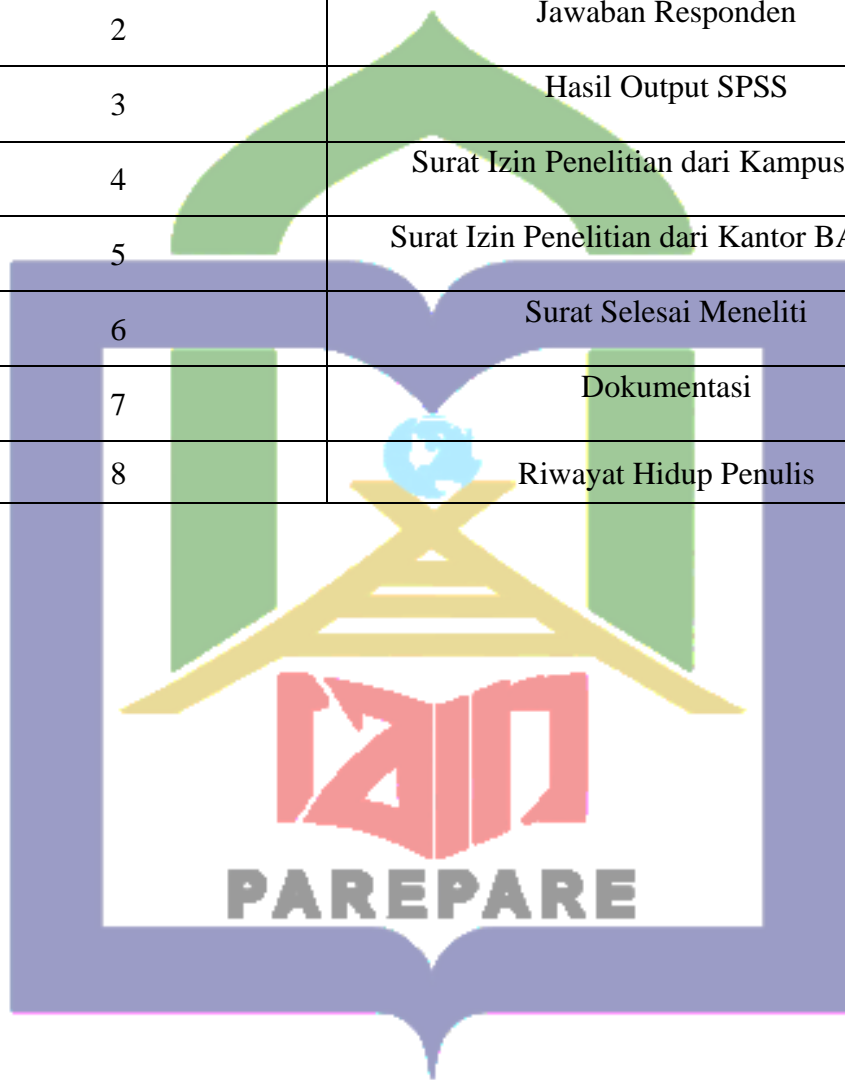 2 Jawaban Responden
3 Hasil Output SPSS
4 Surat Izin Penelitian dari Kampus
5 Surat Izin Penelitian dari Kantor
6 Surat Selesai Meneliti
7 Dokumentasi
8 Riwayat Hidup Penulis
iain
PAREPARE